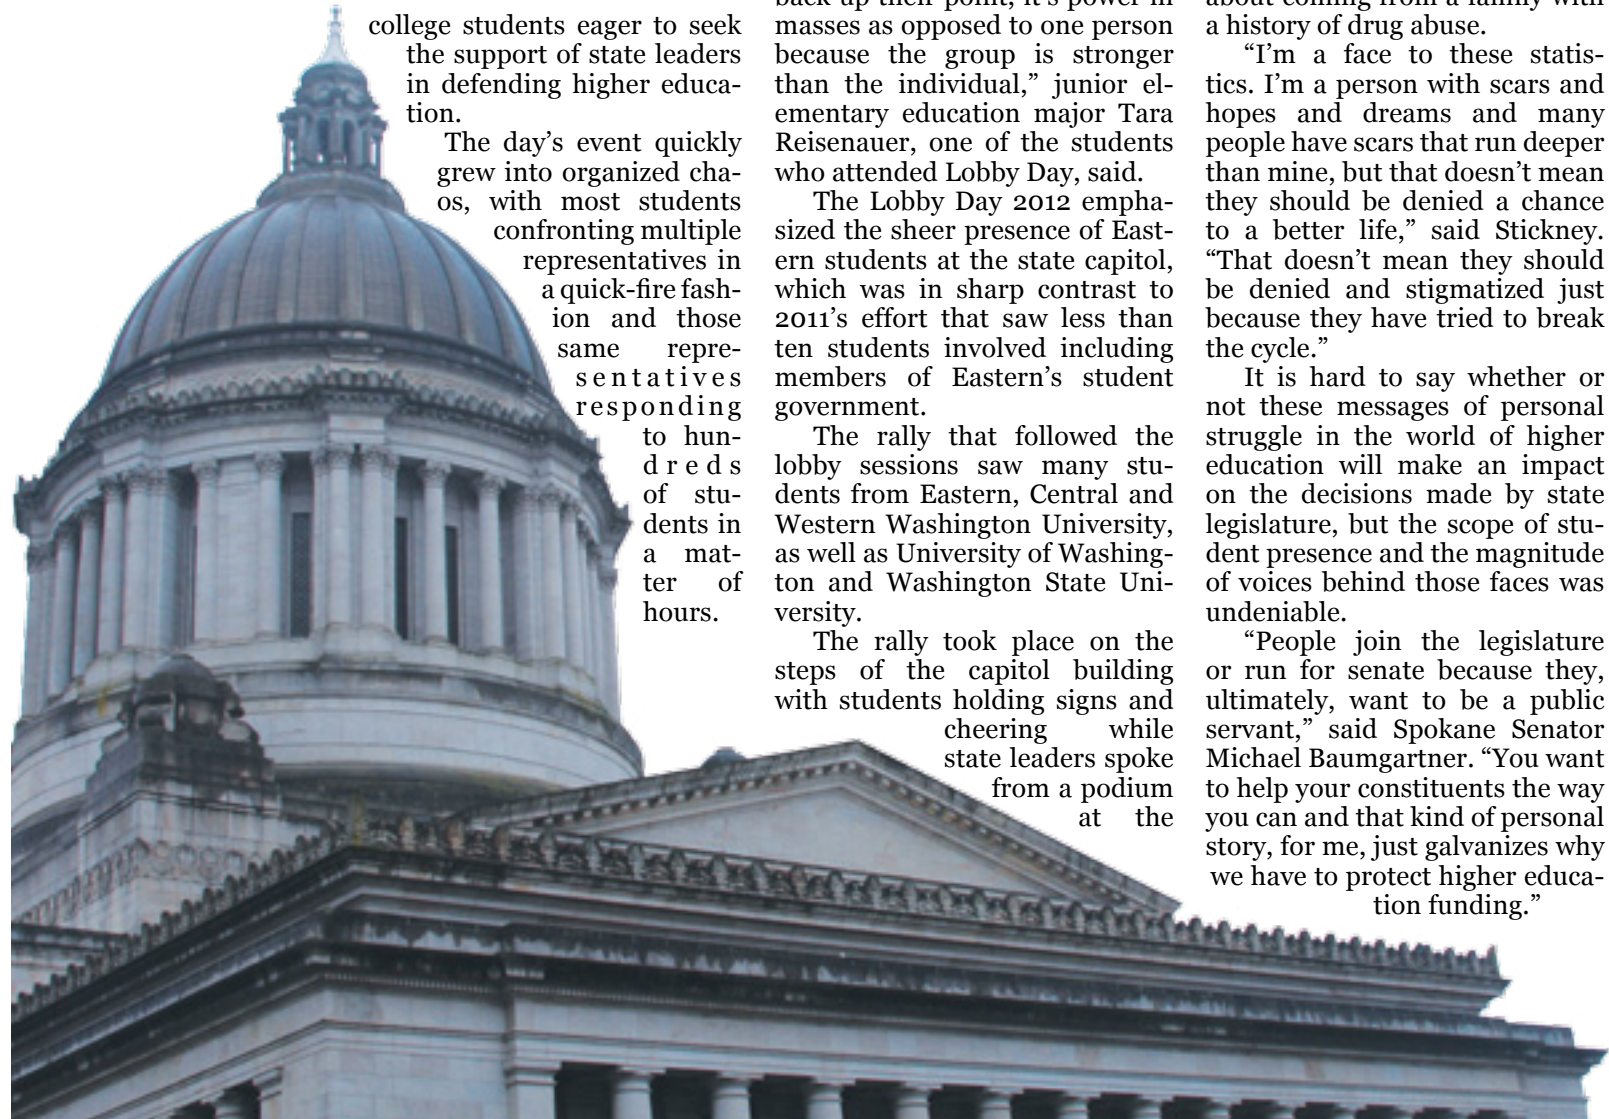 college students eager to seek
the support of state leaders
in defending higher educa-
tion.
The day’s event quickly
grew into organized cha-
os, with most students
confronting multiple
representatives in
a quick-fire fash-
ion and those
same repre-
sentatives
responding
to hun-
dreds
of stu-
dents in
a mat-
ter of
hours.
back up their point, it’s power in
masses as opposed to one person
because the group is stronger
than the individual,” junior el-
ementary education major Tara
Reisenauer, one of the students
who attended Lobby Day, said.
The Lobby Day 2012 empha-
sized the sheer presence of East-
ern students at the state capitol,
which was in sharp contrast to
2011’s effort that saw less than
ten students involved including
members of Eastern’s student
government.
The rally that followed the
lobby sessions saw many stu-
dents from Eastern, Central and
Western Washington University,
as well as University of Washing-
ton and Washington State Uni-
versity.
The rally took place on the
steps of the capitol building
with students holding signs and
cheering while
state leaders spoke
from a podium
at the
about coming from a family with
a history of drug abuse.
“I’m a face to these statis-
tics. I’m a person with scars and
hopes and dreams and many
people have scars that run deeper
than mine, but that doesn’t mean
they should be denied a chance
to a better life,” said Stickney.
“That doesn’t mean they should
be denied and stigmatized just
because they have tried to break
the cycle.”
It is hard to say whether or
not these messages of personal
struggle in the world of higher
education will make an impact
on the decisions made by state
legislature, but the scope of stu-
dent presence and the magnitude
of voices behind those faces was
undeniable.
“People join the legislature
or run for senate because they,
ultimately, want to be a public
servant,” said Spokane Senator
Michael Baumgartner. “You want
to help your constituents the way
you can and that kind of personal
story, for me, just galvanizes why
we have to protect higher educa-
tion funding.”